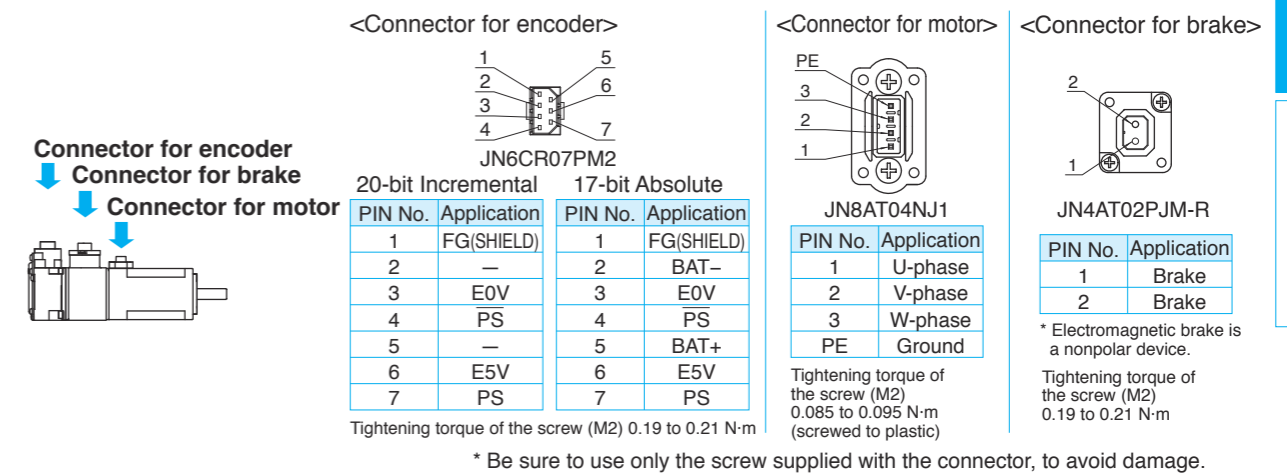 Connector for encoder
Connector for brake
Connector for motor
<Connector for encoder>
1 5
2 6
3
4 7
JN6CR07PM2
20-bit Incremental
PIN No. Application
1 FG(SHIELD)
2 —
3 E0V
4 P̅S̅
5 —
6 E5V
7 PS
17-bit Absolute
PIN No. Application
1 FG(SHIELD)
2 BAT−
3 E0V
4 P̅S̅
5 BAT+
6 E5V
7 PS
Tightening torque of the screw (M2) 0.19 to 0.21 N·m
<Connector for motor>
PE
3
2
1
JN8AT04NJ1
PIN No. Application
1 U-phase
2 V-phase
3 W-phase
PE Ground
Tightening torque of
the screw (M2)
0.085 to 0.095 N·m
(screwed to plastic)
<Connector for brake>
2
1
JN4AT02PJM-R
PIN No. Application
1 Brake
2 Brake
* Electromagnetic brake is
a nonpolar device.
Tightening torque of
the screw (M2)
0.19 to 0.21 N·m
* Be sure to use only the screw supplied with the connector, to avoid damage.